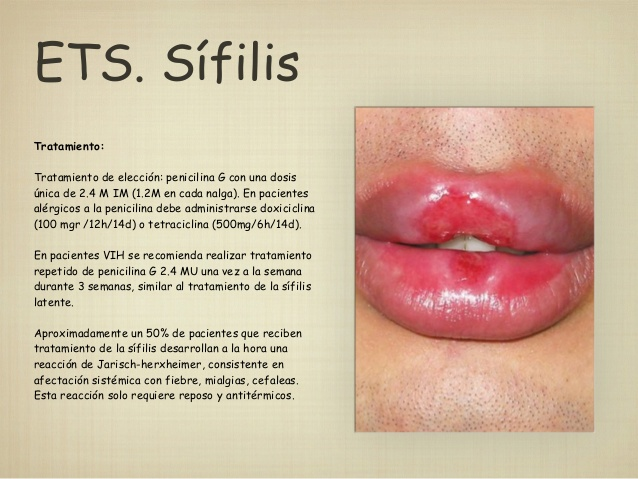 ETS. Sífilis
Tratamiento:
Tratamiento de elección: penicilina G con una dosis
única de 2.4 M IM (1.2M en cada nalga). En pacientes
alérgicos a la penicilina debe administrarse doxiciclina
(100 mgr /12h/14d) o tetraciclina (500mg/6h/14d).
En pacientes VIH se recomienda realizar tratamiento
repetido de penicilina G 2.4 MU una vez a la semana
durante 3 semanas, similar al tratamiento de la sífilis
latente.
Aproximadamente un 50% de pacientes que reciben
tratamiento de la sífilis desarrollan a la hora una
reacción de Jarisch-herxheimer, consistente en
afectación sistémica con fiebre, mialgias, cefaleas.
Esta reacción solo requiere reposo y antitérmicos.